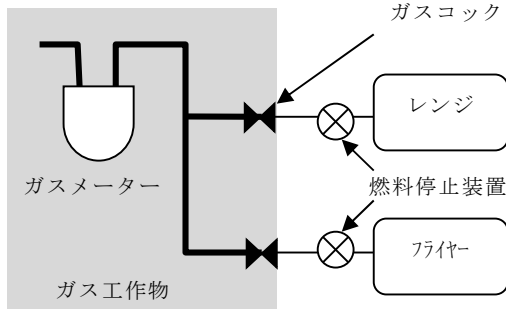 ガスコック
レンジ
ガスメーター
燃料停止装置
フライヤー
ガス工作物